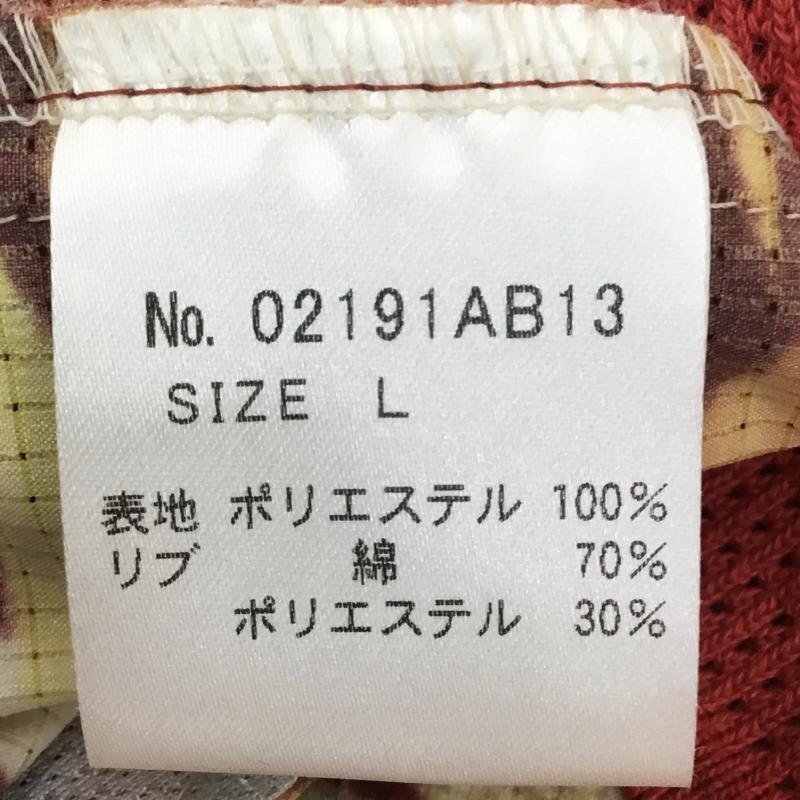 No. 02191AB13
SIZE L
表地 ポリエステル 100%
リブ 綿 70%
ポリエステル 30%